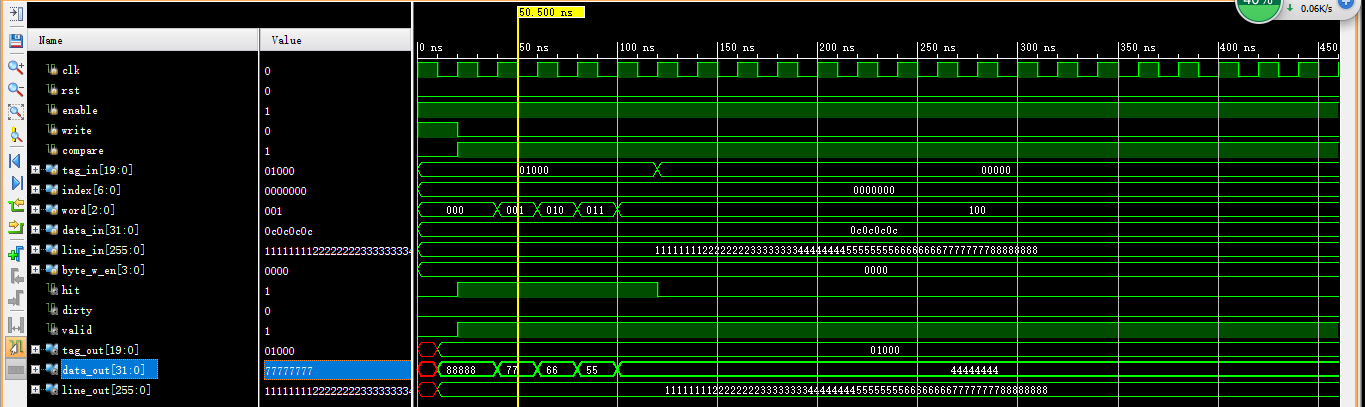 50.500 ns
46%
0.06K/s
Name Value
0 ns 50 ns 100 ns 150 ns 200 ns 250 ns 300 ns 350 ns 400 ns 450
clk 0
rst 0
enable 1
write 0
compare 1
tag_in[19:0] 01000 01000 00000
index[6:0] 0000000 0000000
word[2:0] 001 000 001 010 011 100
data_in[31:0] 0c0c0c0c 0c0c0c0c
line_in[255:0] 1111111122222222333333334 1111111122222222333333334444444455555555666666667777777788888888
byte_w_en[3:0] 0000 0000
hit 1
dirty 0
valid 1
tag_out[19:0] 01000 01000
data_out[31:0] 77777777 88888 77 66 55 44444444
line_out[255:0] 1111111122222222333333334 1111111122222222333333334444444455555555666666667777777788888888